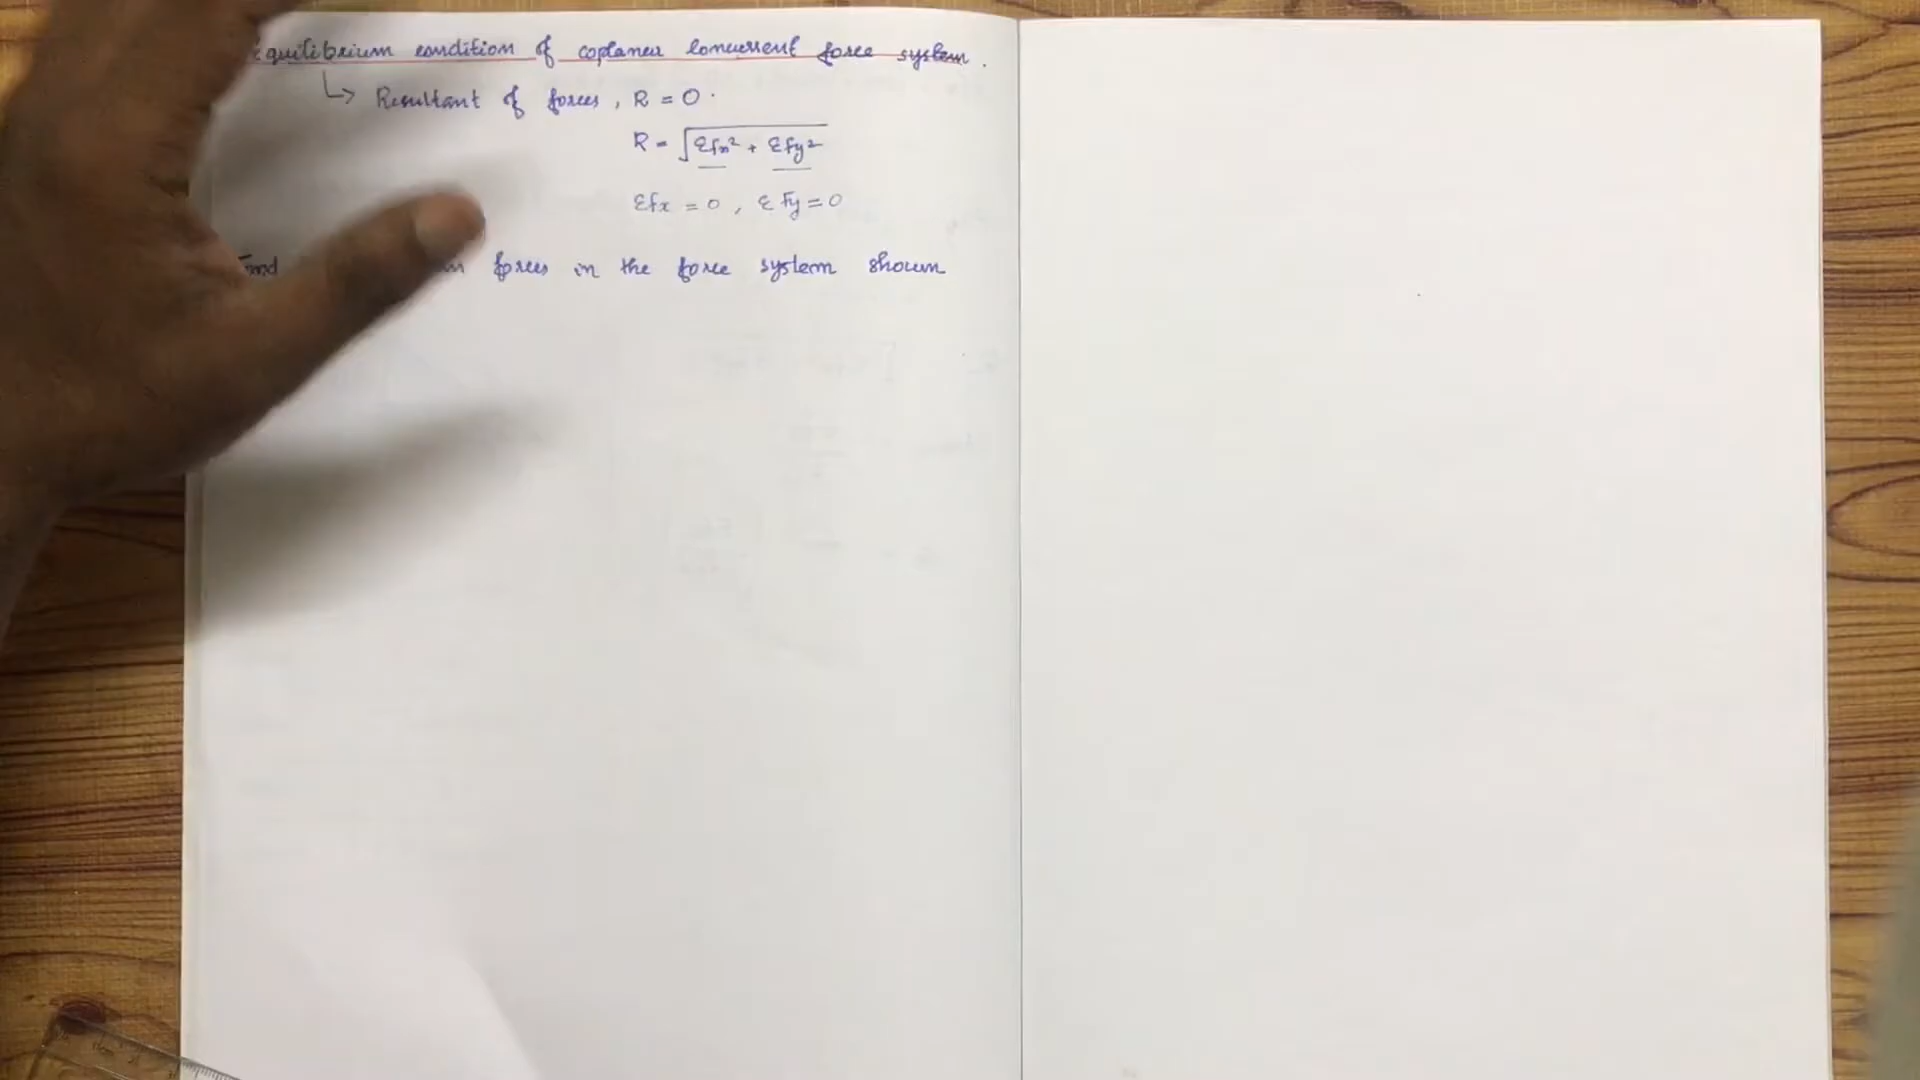 Equilibrium condition of coplanar concurrent force system .
↳ Resultant of forces , R = 0 .
R = √Σfx² + Σfy²
Σfx = 0 , ΣFy = 0
forces in the force system shown